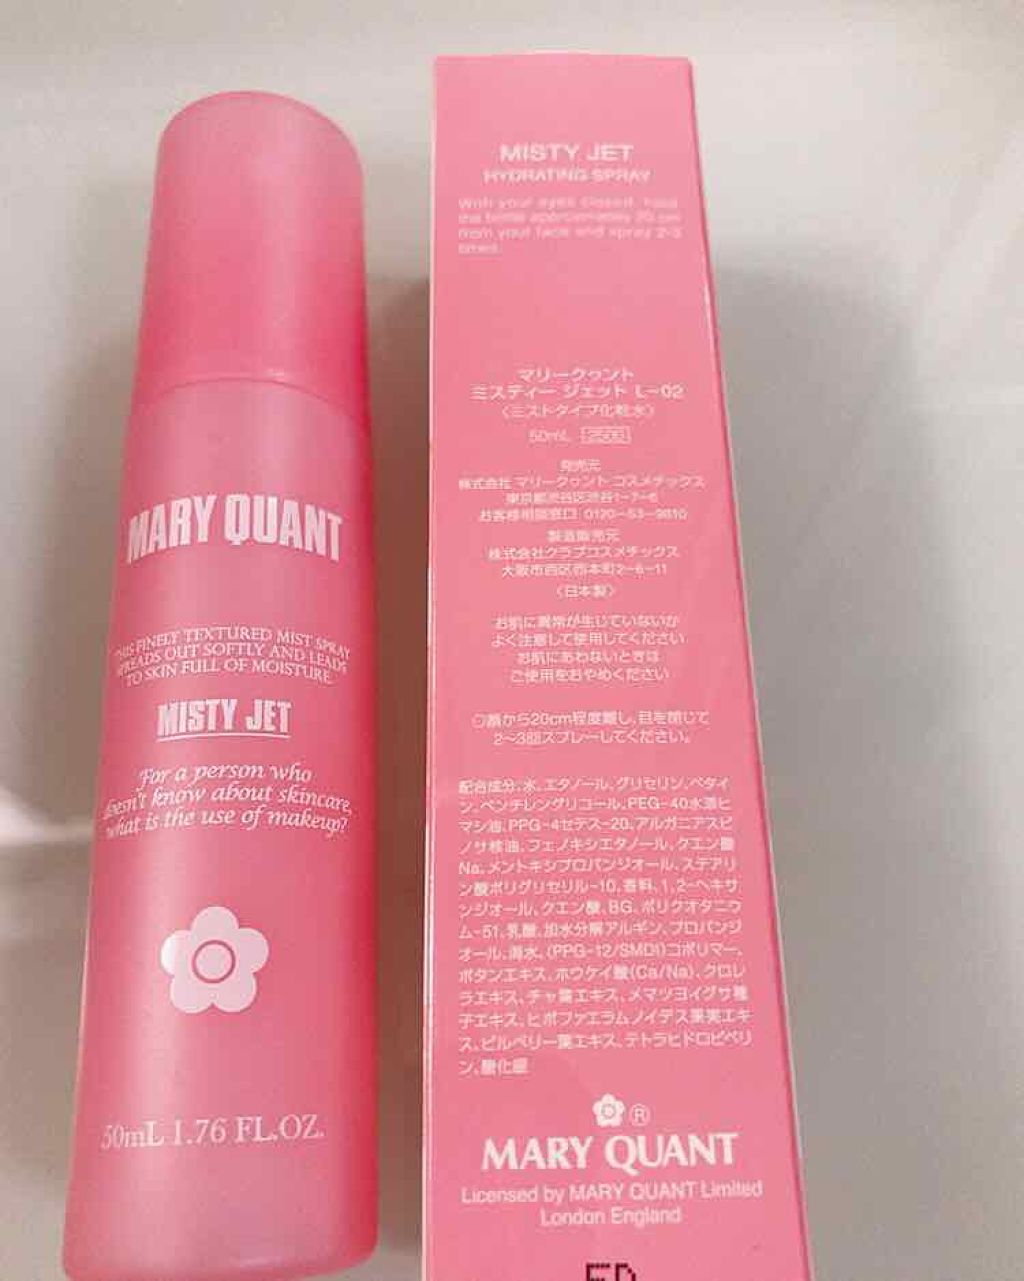 MARY QUANT
THIS FINELY TEXTURED MIST SPRAY
SPREADS OUT SOFTLY AND LEADS
TO SKIN FULL OF MOISTURE.
MISTY JET
For a person who
doesn't know about skincare,
what is the use of makeup?
50mL 1.76 FL.OZ.
MISTY JET
HYDRATING SPRAY
With your eyes closed, hold
the bottle approximately 20 cm
from your face and spray 2-3
times.
マリークヮント
ミスティー ジェット L-02
〈ミストタイプ化粧水〉
50mL
発売元
株式会社 マリークヮント コスメチックス
東京都渋谷区渋谷1-7-6
お客様相談窓口 0120-53-9810
製造販売元
株式会社クラブコスメチックス
大阪市西区西本町2-6-11
〈日本製〉
お肌に異常が生じていないか
よく注意して使用してください
お肌にあわないときは
ご使用をおやめください
○顔から20cm程度離し、目を閉じて
2〜3回スプレーしてください。
配合成分:水、エタノール、グリセリン、ベタイ
ン、ペンチレングリコール、PEG-40水添ヒ
マシ油、PPG-4セテス-20、アルガニアスピ
ノサ核油、フェノキシエタノール、クエン酸
Na、メントキシプロパンジオール、ステアリ
ン酸ポリグリセリル-10、香料、1,2-ヘキサ
ンジオール、クエン酸、BG、ポリクオタニウ
ム-51、乳酸、加水分解アルギン、プロパンジ
オール、海水、(PPG-12/SMDI)コポリマー、
ボタンエキス、ホウケイ酸(Ca/Na)、クロレ
ラエキス、チャ葉エキス、メマツヨイグサ種
子エキス、ヒポファエラムノイデス果実エキ
ス、ビルベリー葉エキス、テトラヒドロピペリ
ン、酸化銀
®
MARY QUANT
Licensed by MARY QUANT Limited
London England